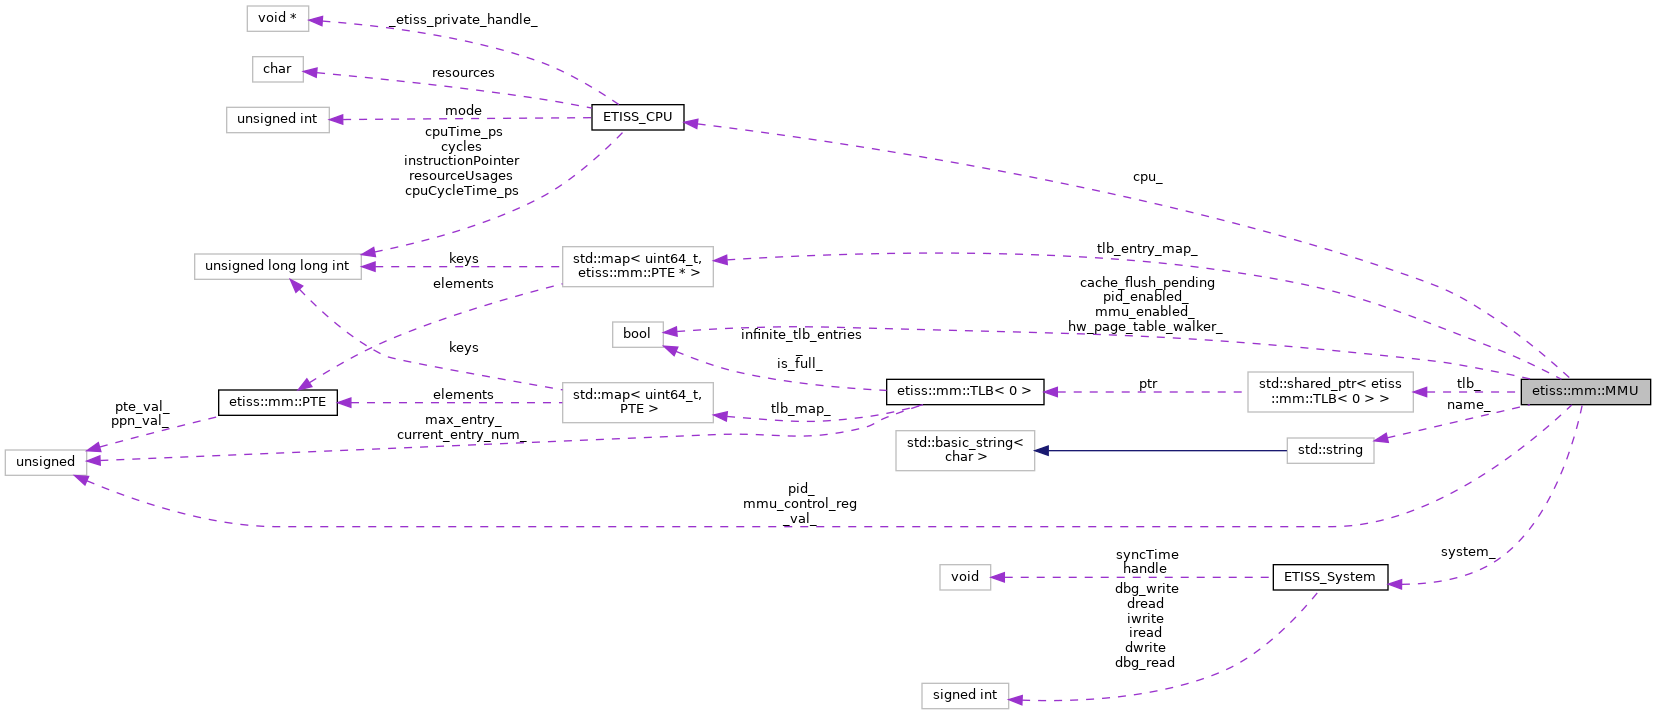 void *
_etiss_private_handle_
char
resources
unsigned int
mode
ETISS_CPU
cpuTime_ps
cycles
instructionPointer
resourceUsages
cpuCycleTime_ps
cpu_
unsigned long long int
keys
std::map< uint64_t,
etiss::mm::PTE * >
tlb_entry_map_
elements
cache_flush_pending
pid_enabled_
mmu_enabled_
hw_page_table_walker_
bool
infinite_tlb_entries
_
is_full_
keys
etiss::mm::PTE
elements
std::map< uint64_t,
PTE >
tlb_map_
etiss::mm::TLB< 0 >
ptr
std::shared_ptr< etiss
::mm::TLB< 0 > >
tlb_
etiss::mm::MMU
name_
pte_val_
ppn_val_
max_entry_
current_entry_num_
unsigned
std::basic_string<
char >
std::string
pid_
mmu_control_reg
_val_
system_
void
syncTime
handle
ETISS_System
dbg_write
dread
iwrite
iread
dwrite
dbg_read
signed int